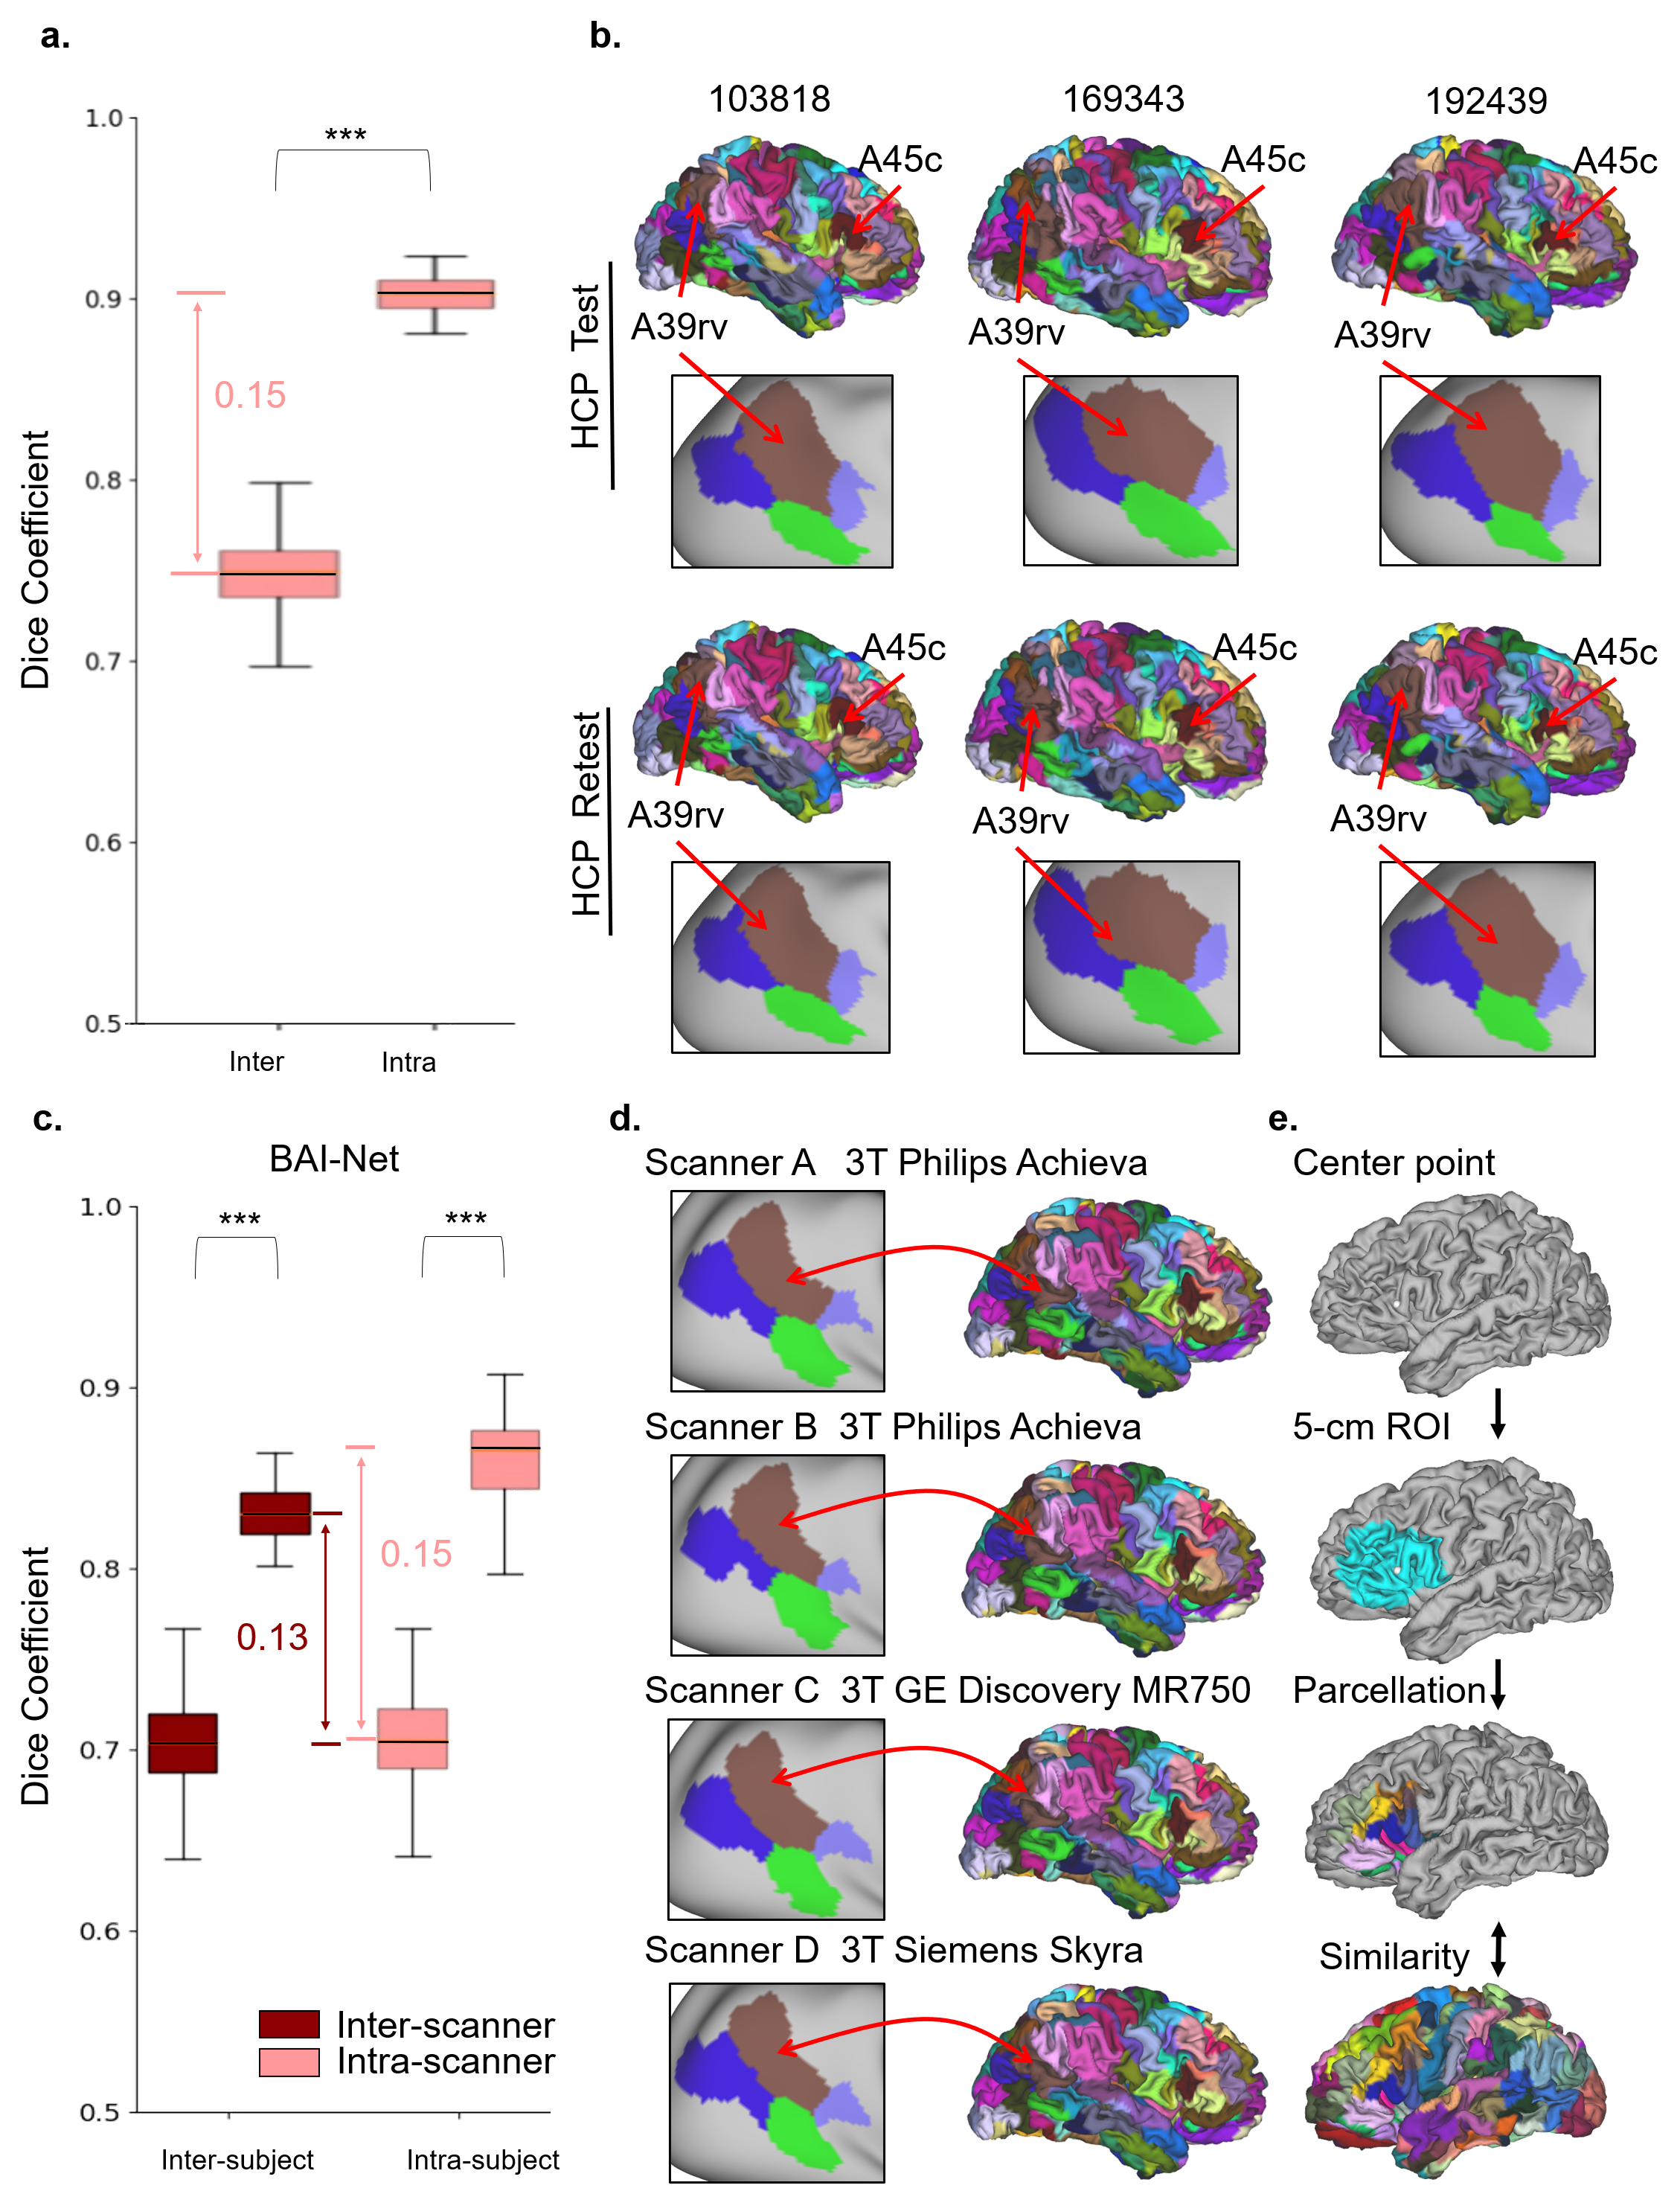 a.
***
1.0
0.9
0.8
0.7
0.6
0.5
0.15
Dice Coefficient
Inter
Intra
b.
103818
169343
192439
A45c
A45c
A45c
HCP Test
A39rv
A39rv
A39rv
A45c
A45c
A45c
HCP Retest
A39rv
A39rv
A39rv
c.
BAI-Net
***
***
1.0
0.9
0.8
0.7
0.6
0.5
0.15
0.13
Dice Coefficient
Inter-scanner
Intra-scanner
Inter-subject
Intra-subject
d.
Scanner A 3T Philips Achieva
Scanner B 3T Philips Achieva
Scanner C 3T GE Discovery MR750
Scanner D 3T Siemens Skyra
e.
Center point
5-cm ROI
Parcellation
Similarity